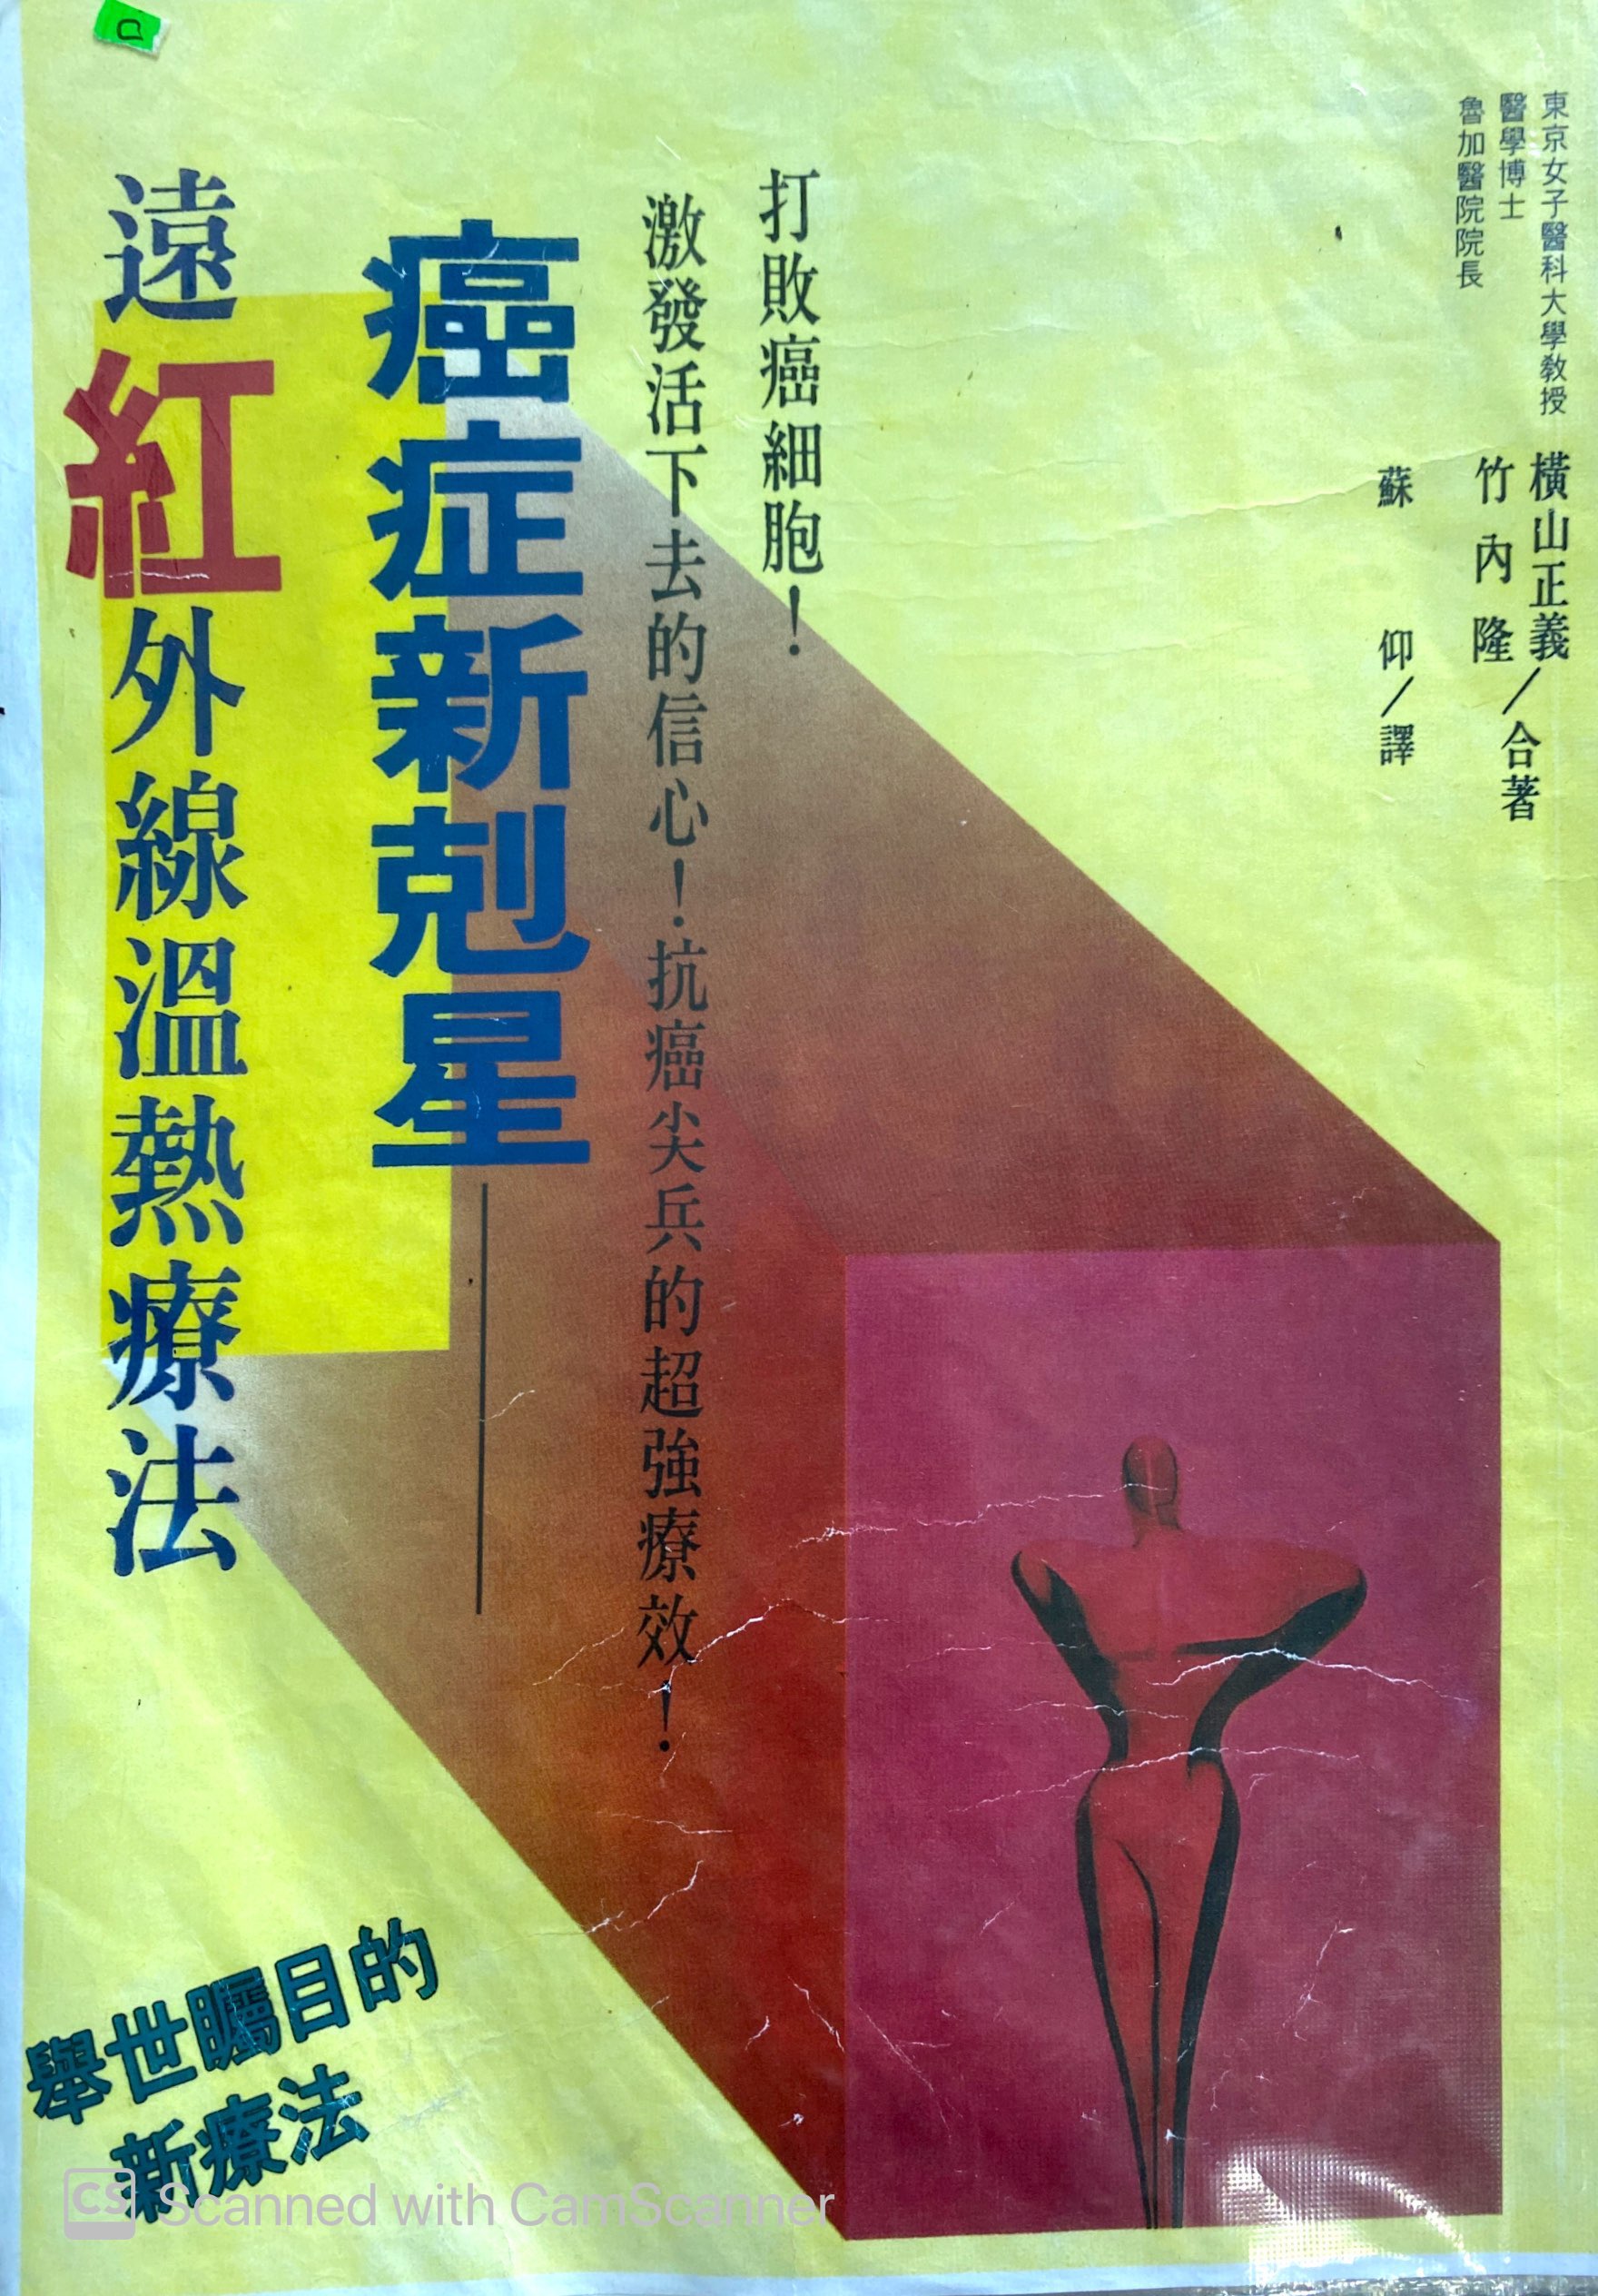 東京女子醫科大學教授
醫學博士
魯加醫院院長
橫山正義
竹內隆／合著
蘇仰／譯
打敗癌細胞！
激發活下去的信心！抗癌尖兵的超強療效！
癌症新剋星——
遠紅外線溫熱療法
舉世矚目的
新療法
CS Scanned with CamScanner